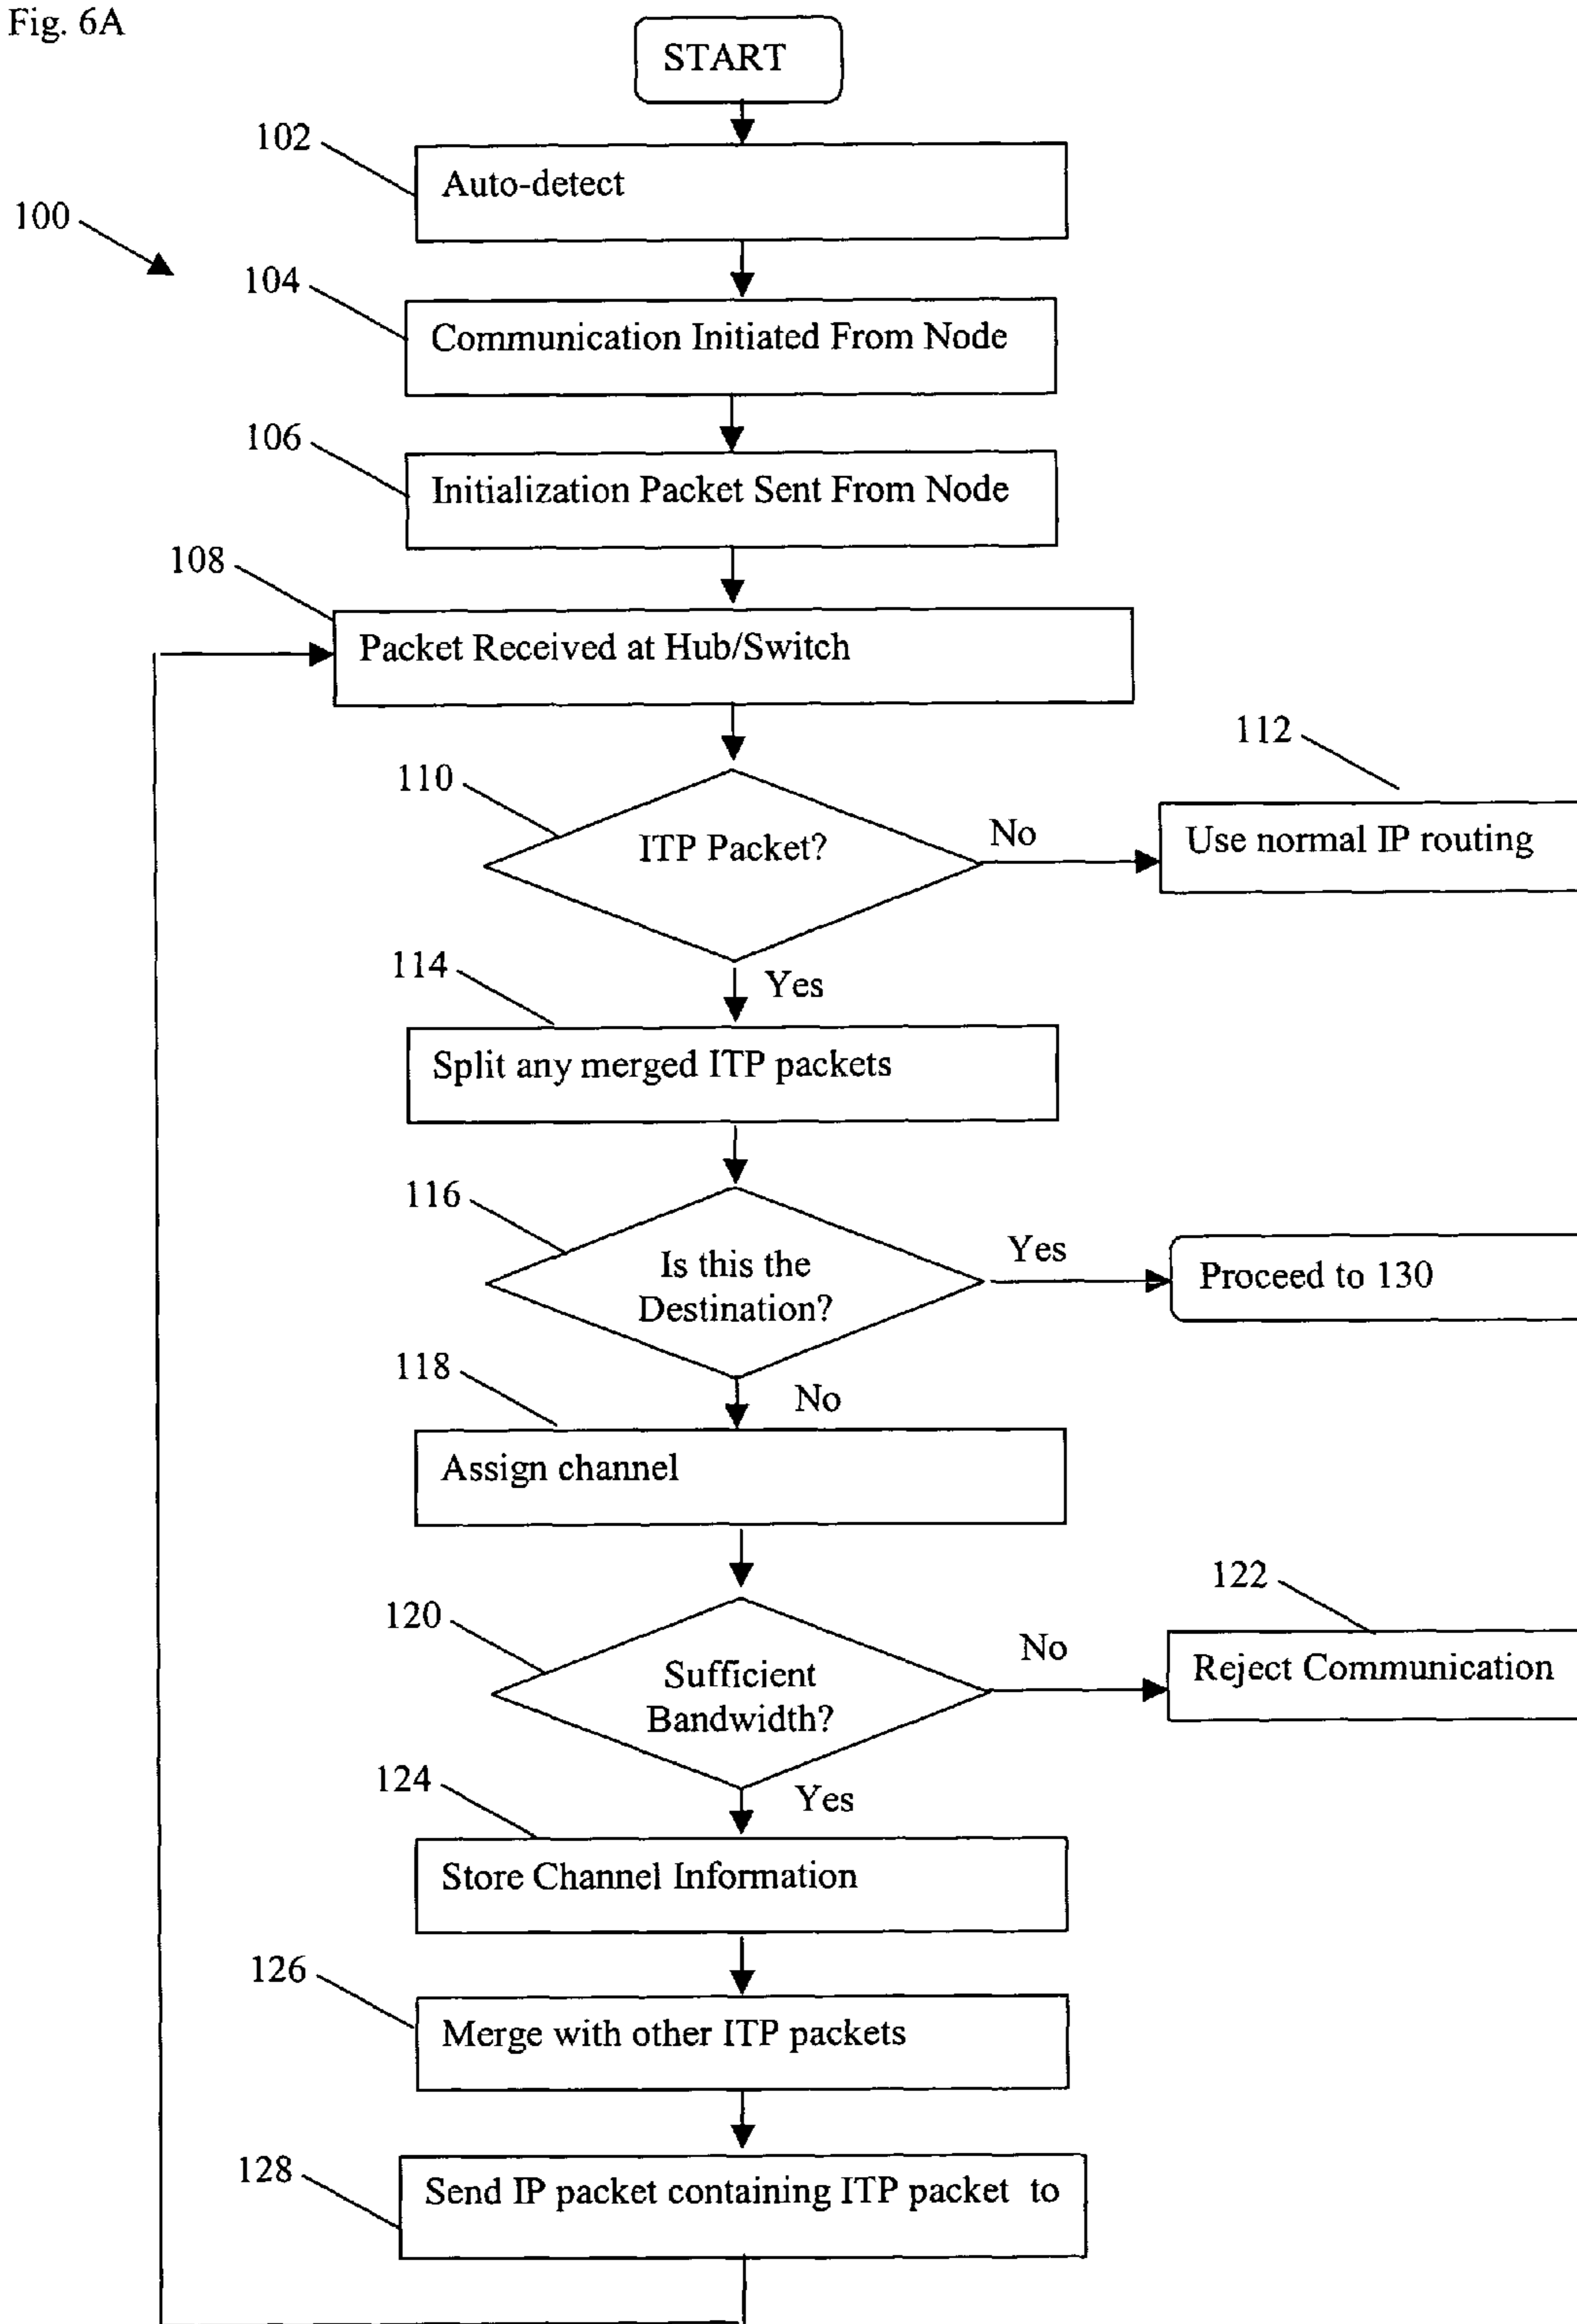 Fig. 6A
START
102
Auto-detect
100
104
Communication Initiated From Node
106
Initialization Packet Sent From Node
108
Packet Received at Hub/Switch
112
110
ITP Packet?
No
Use normal IP routing
114
Yes
Split any merged ITP packets
116
Is this the
Destination?
Yes
Proceed to 130
118
No
Assign channel
122
120
Sufficient
Bandwidth?
No
Reject Communication
124
Yes
Store Channel Information
126
Merge with other ITP packets
128
Send IP packet containing ITP packet to